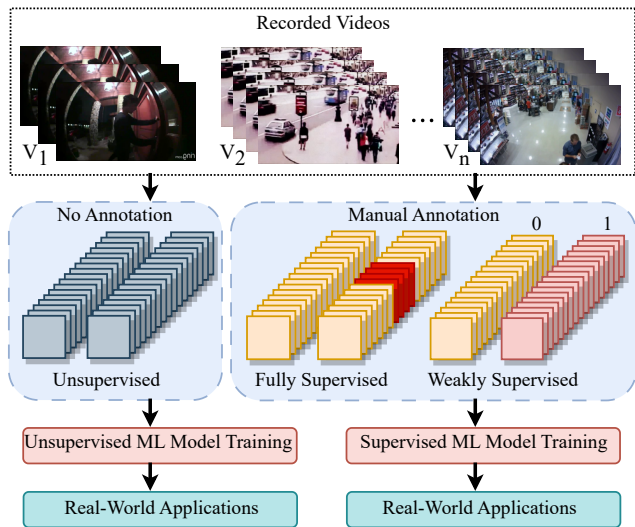 Recorded Videos
V1
V2
...
Vn
No Annotation
Manual Annotation
0
1
Unsupervised
Fully Supervised
Weakly Supervised
Unsupervised ML Model Training
Supervised ML Model Training
Real-World Applications
Real-World Applications